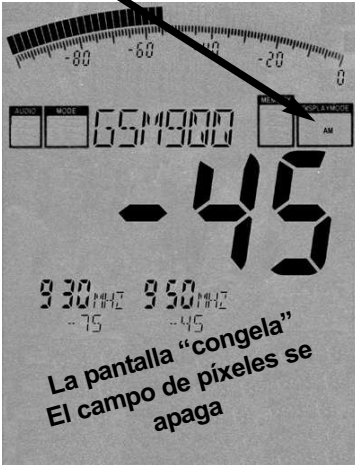 -80 -60 -40 -20 0
AUDIO MODE GSM900 DISPLAYMODE
AM
-45
930MHZ 950MHZ
-75 -45
La pantalla “congela”
El campo de píxeles se
apaga